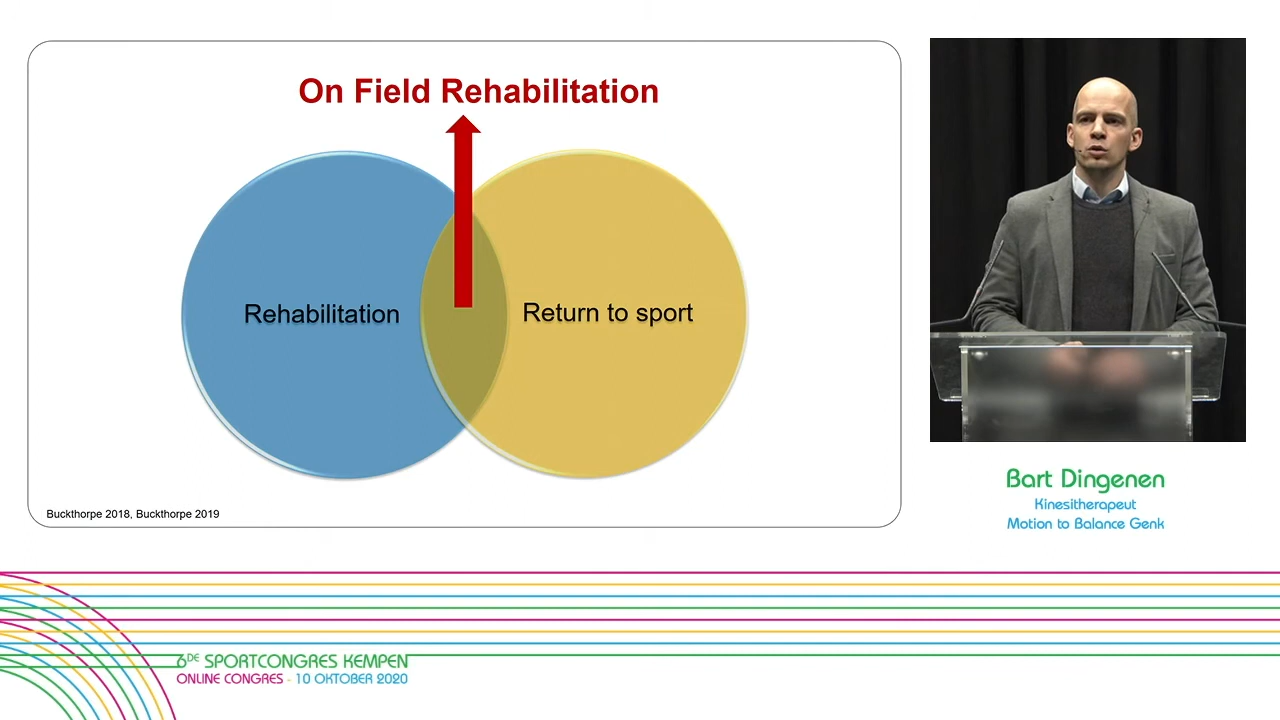 On Field Rehabilitation
Rehabilitation
Return to sport
Buckthorpe 2018, Buckthorpe 2019
Bart Dingenen
Kinesitherapeut
Motion to Balance Genk
6DE SPORTCONGRES KEMPEN
ONLINE CONGRES - 10 OKTOBER 2020